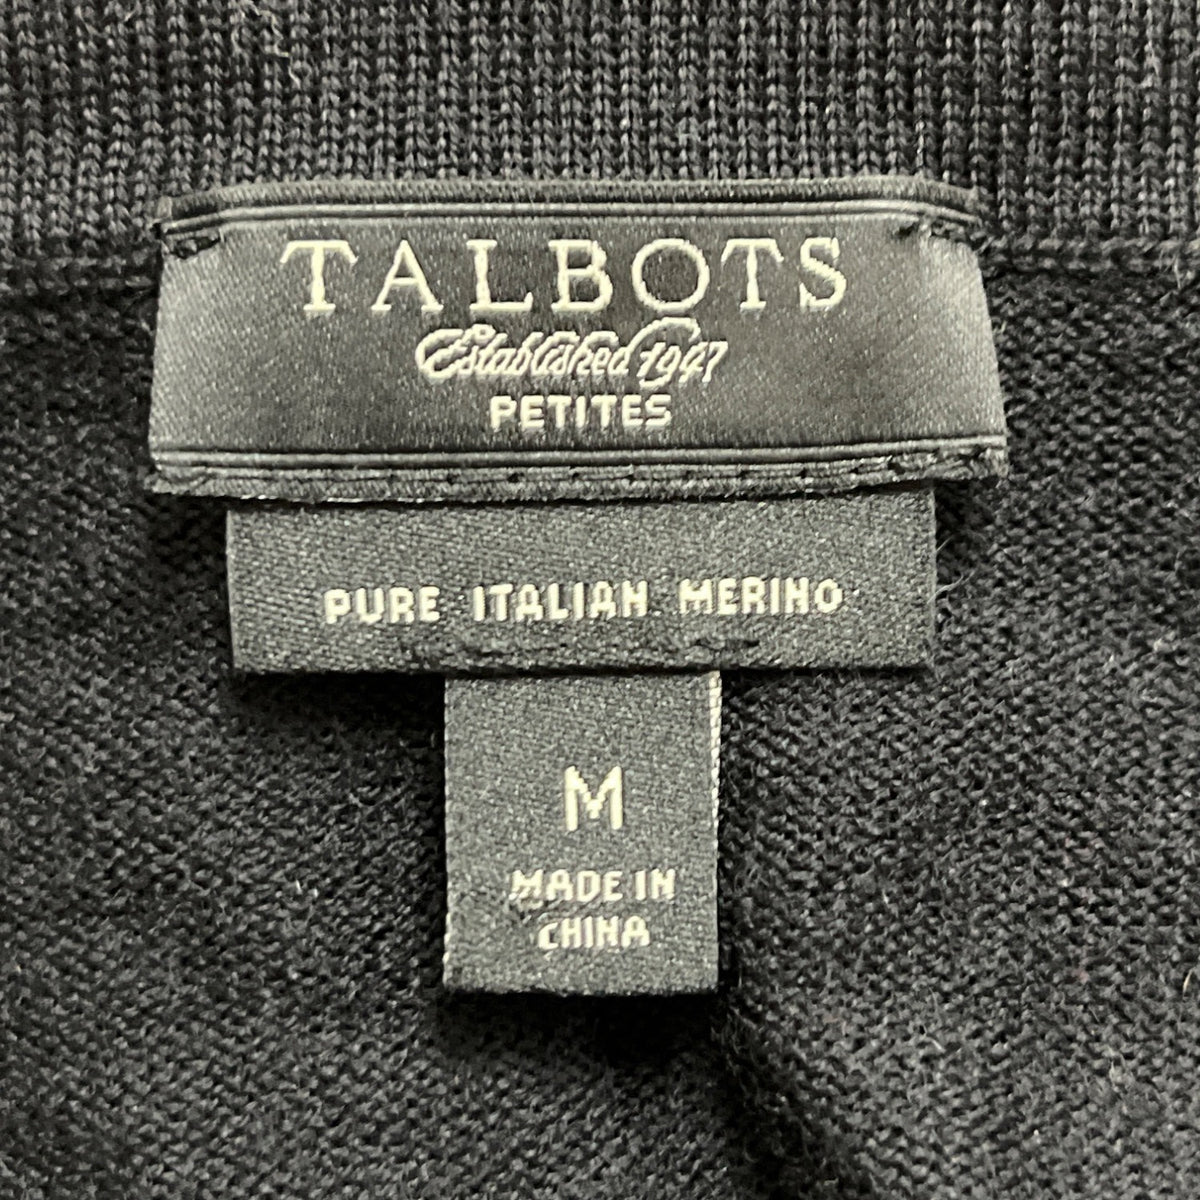 TALBOTS
Established 1947
PETITES
PURE ITALIAN MERINO
M
MADE IN
CHINA